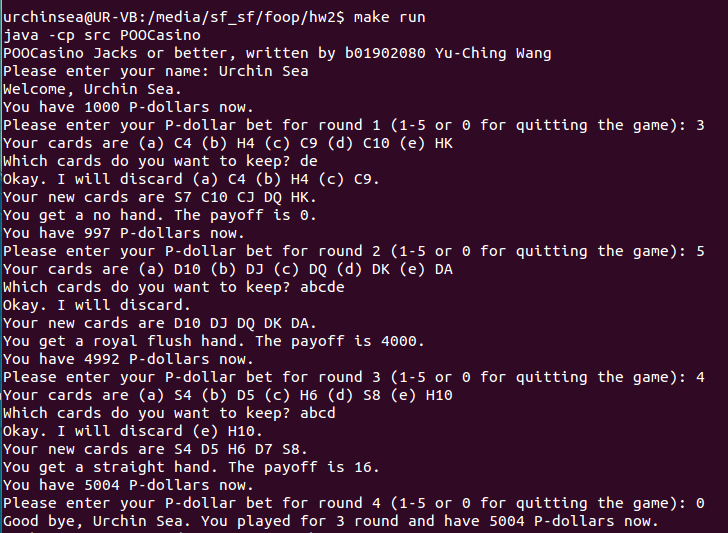 urchinsea@UR-VB:/media/sf_sf/foop/hw2$ make run
java -cp src POOCasino
POOCasino Jacks or better, written by b01902080 Yu-Ching Wang
Please enter your name: Urchin Sea
Welcome, Urchin Sea.
You have 1000 P-dollars now.
Please enter your P-dollar bet for round 1 (1-5 or 0 for quitting the game): 3
Your cards are (a) C4 (b) H4 (c) C9 (d) C10 (e) HK
Which cards do you want to keep? de
Okay. I will discard (a) C4 (b) H4 (c) C9.
Your new cards are S7 C10 CJ DQ HK.
You get a no hand. The payoff is 0.
You have 997 P-dollars now.
Please enter your P-dollar bet for round 2 (1-5 or 0 for quitting the game): 5
Your cards are (a) D10 (b) DJ (c) DQ (d) DK (e) DA
Which cards do you want to keep? abcde
Okay. I will discard.
Your new cards are D10 DJ DQ DK DA.
You get a royal flush hand. The payoff is 4000.
You have 4992 P-dollars now.
Please enter your P-dollar bet for round 3 (1-5 or 0 for quitting the game): 4
Your cards are (a) S4 (b) D5 (c) H6 (d) S8 (e) H10
Which cards do you want to keep? abcd
Okay. I will discard (e) H10.
Your new cards are S4 D5 H6 D7 S8.
You get a straight hand. The payoff is 16.
You have 5004 P-dollars now.
Please enter your P-dollar bet for round 4 (1-5 or 0 for quitting the game): 0
Good bye, Urchin Sea. You played for 3 round and have 5004 P-dollars now.